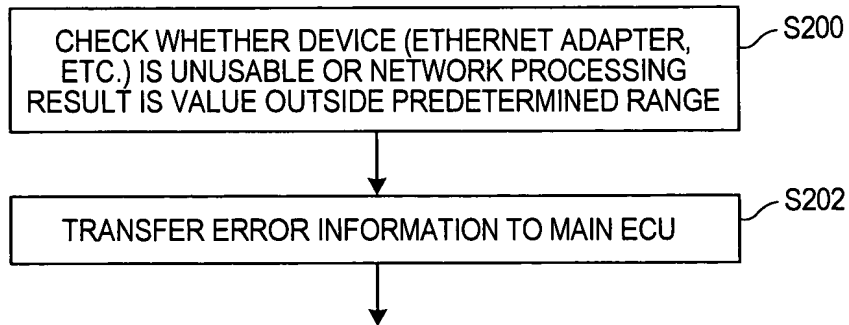 CHECK WHETHER DEVICE (ETHERNET ADAPTER,
ETC.) IS UNUSABLE OR NETWORK PROCESSING
RESULT IS VALUE OUTSIDE PREDETERMINED RANGE
S200
TRANSFER ERROR INFORMATION TO MAIN ECU
S202